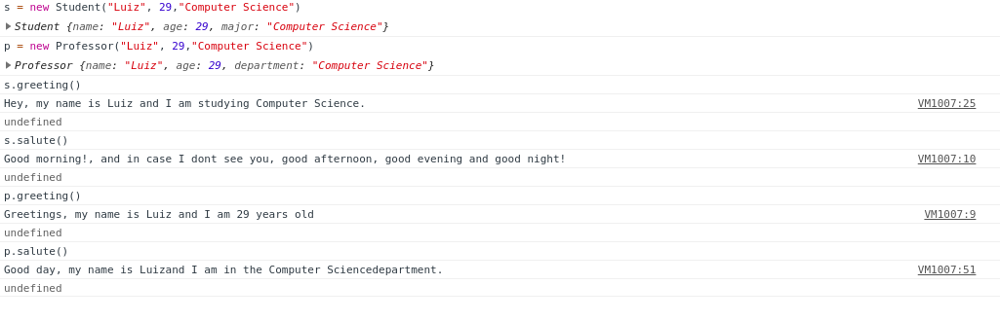 s = new Student("Luiz", 29,"Computer Science")
Student {name: "Luiz", age: 29, major: "Computer Science"}
p = new Professor("Luiz", 29,"Computer Science")
Professor {name: "Luiz", age: 29, department: "Computer Science"}
s.greeting()
Hey, my name is Luiz and I am studying Computer Science. VM1007:25
undefined
s.salute()
Good morning!, and in case I dont see you, good afternoon, good evening and good night! VM1007:10
undefined
p.greeting()
Greetings, my name is Luiz and I am 29 years old VM1007:9
undefined
p.salute()
Good day, my name is Luizand I am in the Computer Sciencedepartment. VM1007:51
undefined